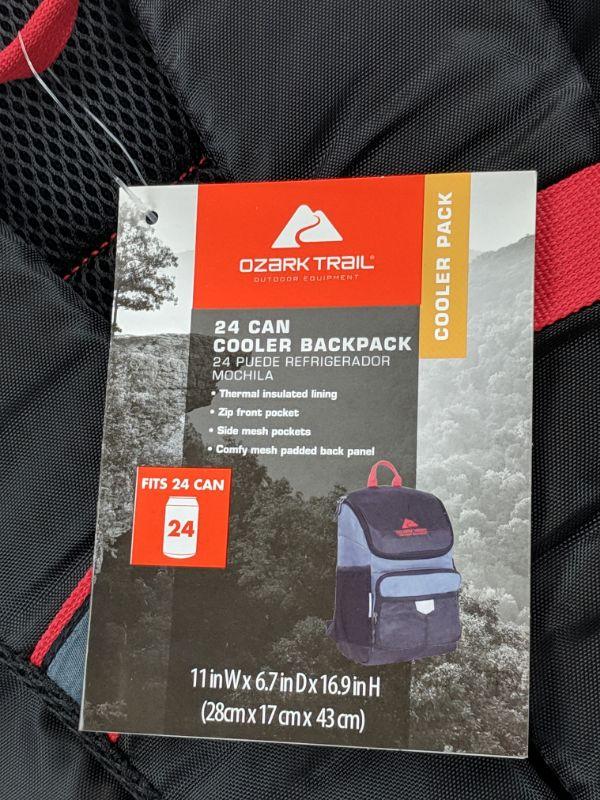 OZARK TRAIL®
OUTDOOR EQUIPMENT
COOLER PACK
24 CAN
COOLER BACKPACK
24 PUEDE REFRIGERADOR
MOCHILA
• Thermal insulated lining
• Zip front pocket
• Side mesh pockets
• Comfy mesh padded back panel
FITS 24 CAN
24
11 in W x 6.7 in D x 16.9 in H
(28cm x 17 cm x 43 cm)